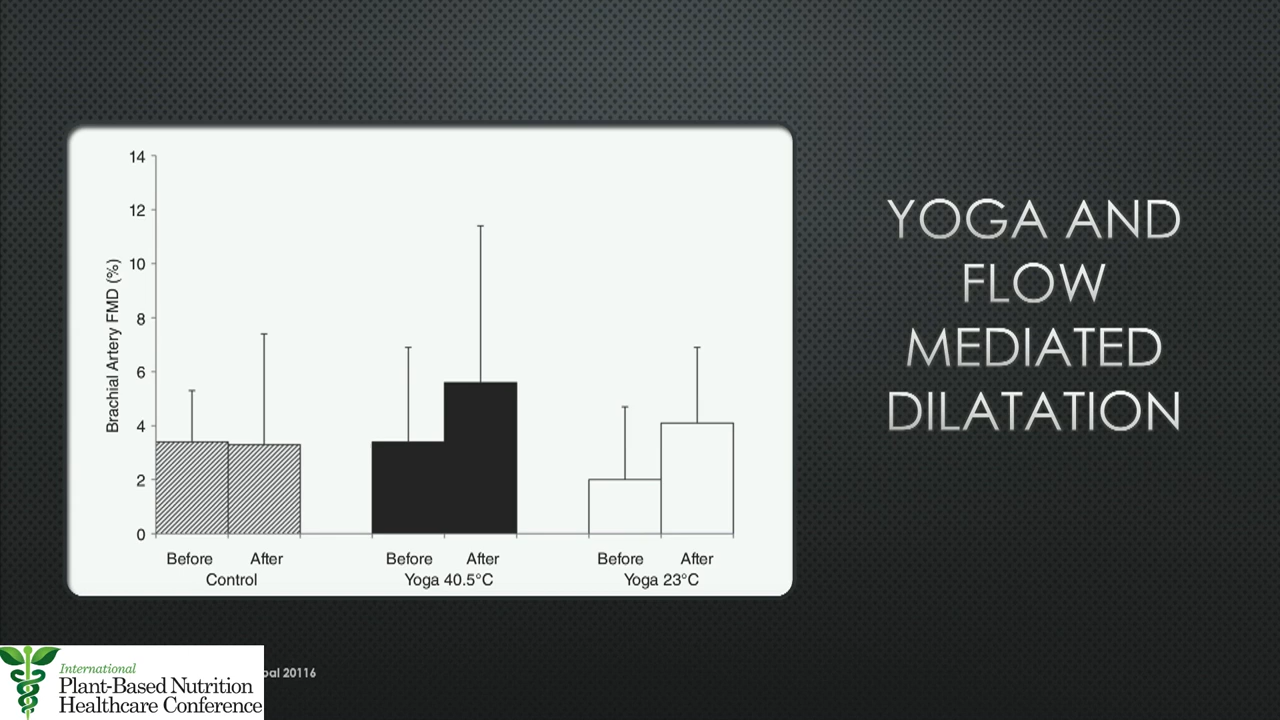 YOGA AND
FLOW
MEDIATED
DILATATION
Brachial Artery FMD (%)
14
12
10
8
6
4
2
0
Before After Before After Before After
Control Yoga 40.5°C Yoga 23°C
20116
International
Plant-Based Nutrition
Healthcare Conference